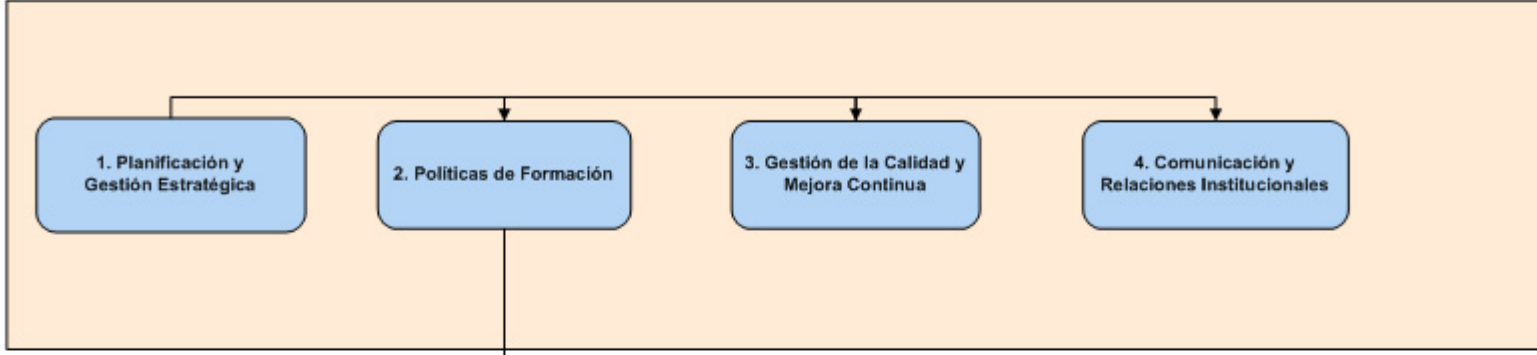 1. Planificación y
Gestión Estratégica
2. Políticas de Formación
3. Gestión de la Calidad y
Mejora Continua
4. Comunicación y
Relaciones Institucionales